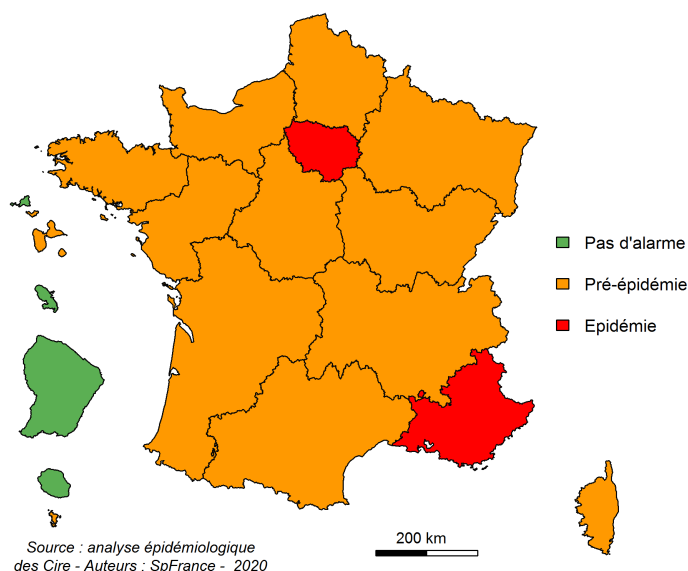 Pas d'alarme
Pré-épidémie
Epidémie
200 km
Source : analyse épidémiologique
des Cire - Auteurs : SpFrance - 2020